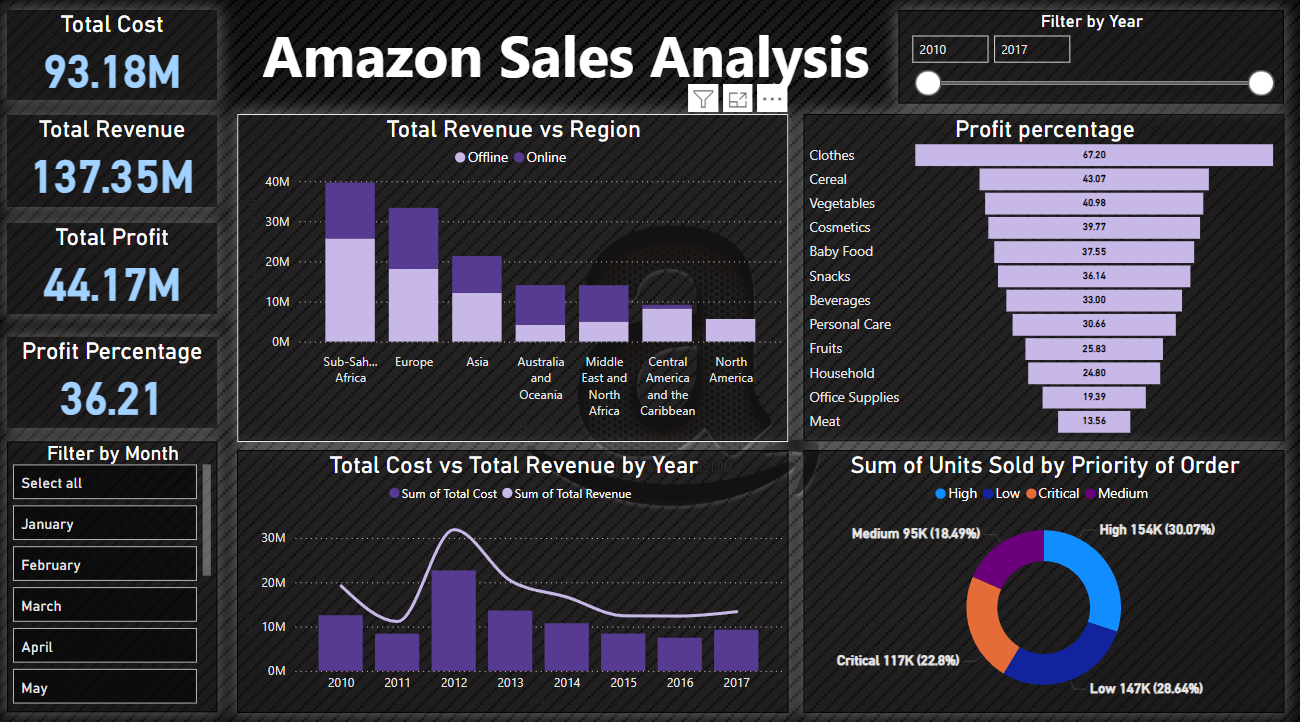 Total Cost
93.18M
Amazon Sales Analysis
Filter by Year
2010
2017
Total Revenue
137.35M
Total Profit
44.17M
Profit Percentage
36.21
Filter by Month
Select all
January
February
March
April
May
Total Revenue vs Region
Offline Online
40M
30M
20M
10M
0M
Sub-Sah...
Africa
Europe
Asia
Australia
and
Oceania
Middle
East and
North
Africa
Central
America
and the
Caribbean
North
America
Profit percentage
Clothes 67.20
Cereal 43.07
Vegetables 40.98
Cosmetics 39.77
Baby Food 37.55
Snacks 36.14
Beverages 33.00
Personal Care 30.66
Fruits 25.83
Household 24.80
Office Supplies 19.39
Meat 13.56
Total Cost vs Total Revenue by Year
Sum of Total Cost Sum of Total Revenue
30M
20M
10M
0M
2010 2011 2012 2013 2014 2015 2016 2017
Sum of Units Sold by Priority of Order
High Low Critical Medium
Medium 95K (18.49%)
High 154K (30.07%)
Critical 117K (22.8%)
Low 147K (28.64%)